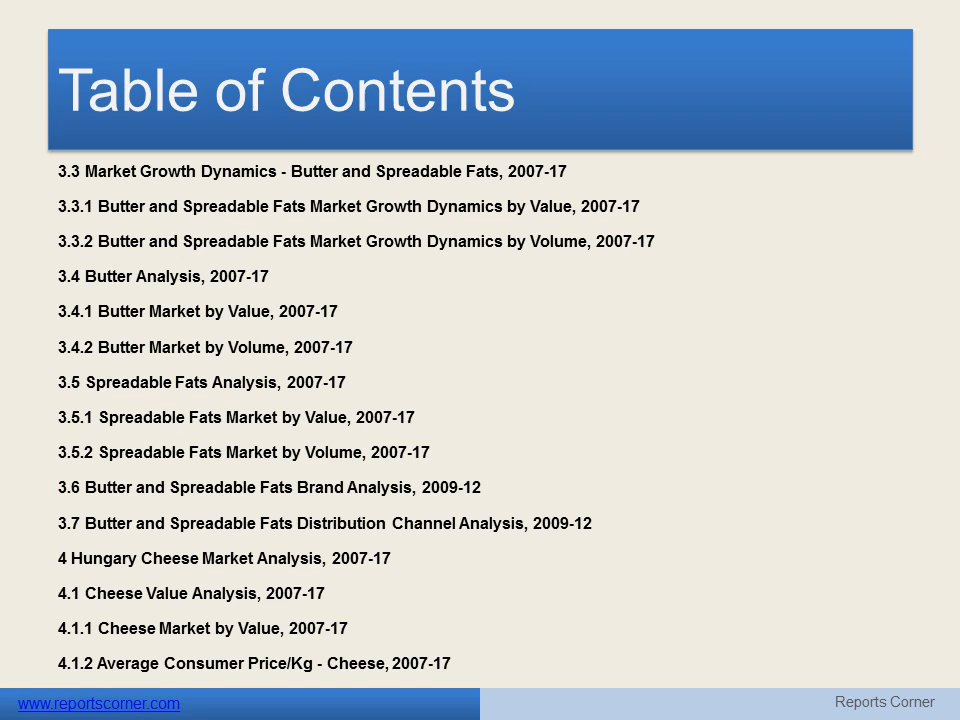 Table of Contents
3.3 Market Growth Dynamics - Butter and Spreadable Fats, 2007-17
3.3.1 Butter and Spreadable Fats Market Growth Dynamics by Value, 2007-17
3.3.2 Butter and Spreadable Fats Market Growth Dynamics by Volume, 2007-17
3.4 Butter Analysis, 2007-17
3.4.1 Butter Market by Value, 2007-17
3.4.2 Butter Market by Volume, 2007-17
3.5 Spreadable Fats Analysis, 2007-17
3.5.1 Spreadable Fats Market by Value, 2007-17
3.5.2 Spreadable Fats Market by Volume, 2007-17
3.6 Butter and Spreadable Fats Brand Analysis, 2009-12
3.7 Butter and Spreadable Fats Distribution Channel Analysis, 2009-12
4 Hungary Cheese Market Analysis, 2007-17
4.1 Cheese Value Analysis, 2007-17
4.1.1 Cheese Market by Value, 2007-17
4.1.2 Average Consumer Price/Kg - Cheese, 2007-17
www.reportscorner.com
Reports Corner